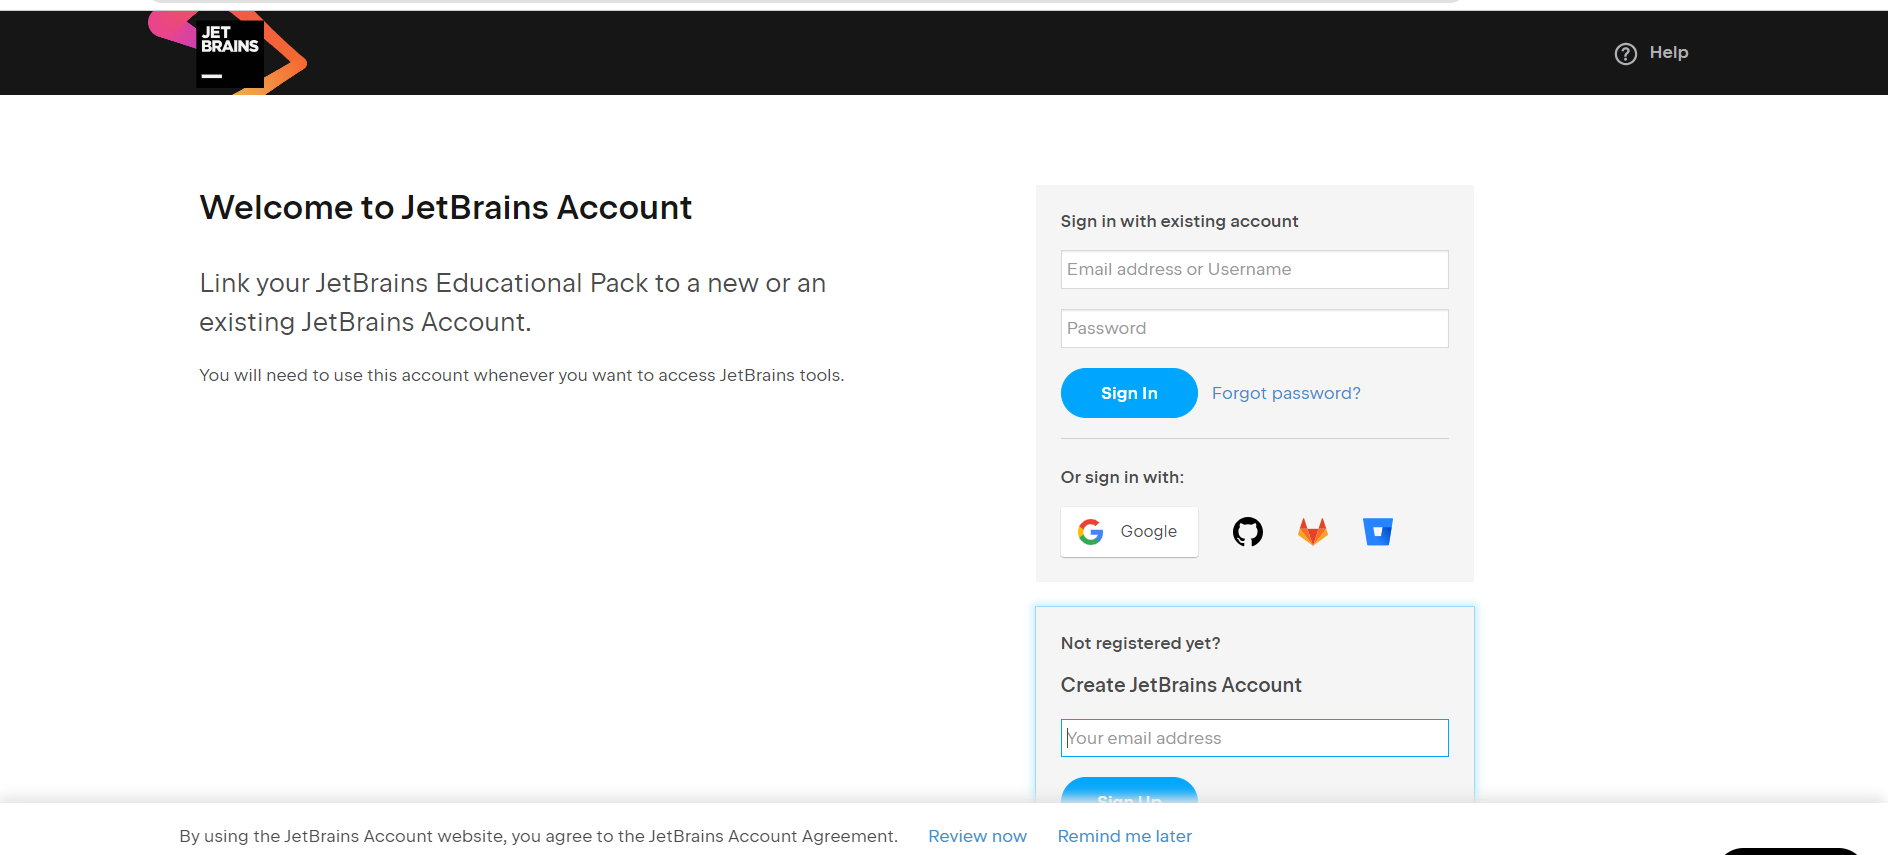 JET
BRAINS
Help
Welcome to JetBrains Account
Link your JetBrains Educational Pack to a new or an
existing JetBrains Account.
You will need to use this account whenever you want to access JetBrains tools.
Sign in with existing account
Email address or Username
Password
Sign In
Forgot password?
Or sign in with:
Google
Not registered yet?
Create JetBrains Account
Your email address
Sign Up
By using the JetBrains Account website, you agree to the JetBrains Account Agreement.
Review now
Remind me later